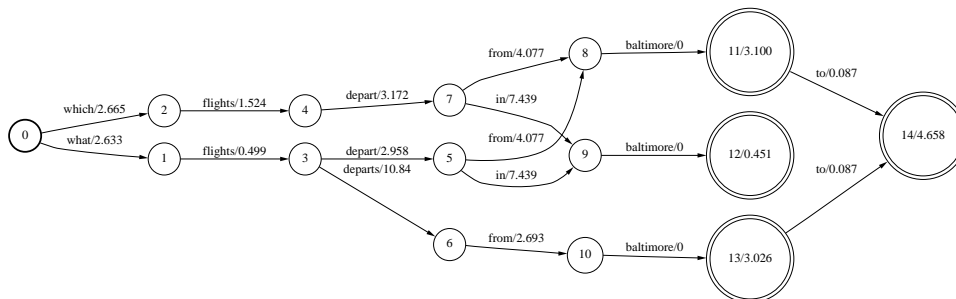 from/4.077
8
baltimore/0
11/3.100
which/2.665
2
flights/1.524
4
depart/3.172
7
in/7.439
to/0.087
0
14/4.658
what/2.633
1
flights/0.499
3
depart/2.958
5
from/4.077
9
baltimore/0
12/0.451
departs/10.84
in/7.439
to/0.087
6
from/2.693
10
baltimore/0
13/3.026